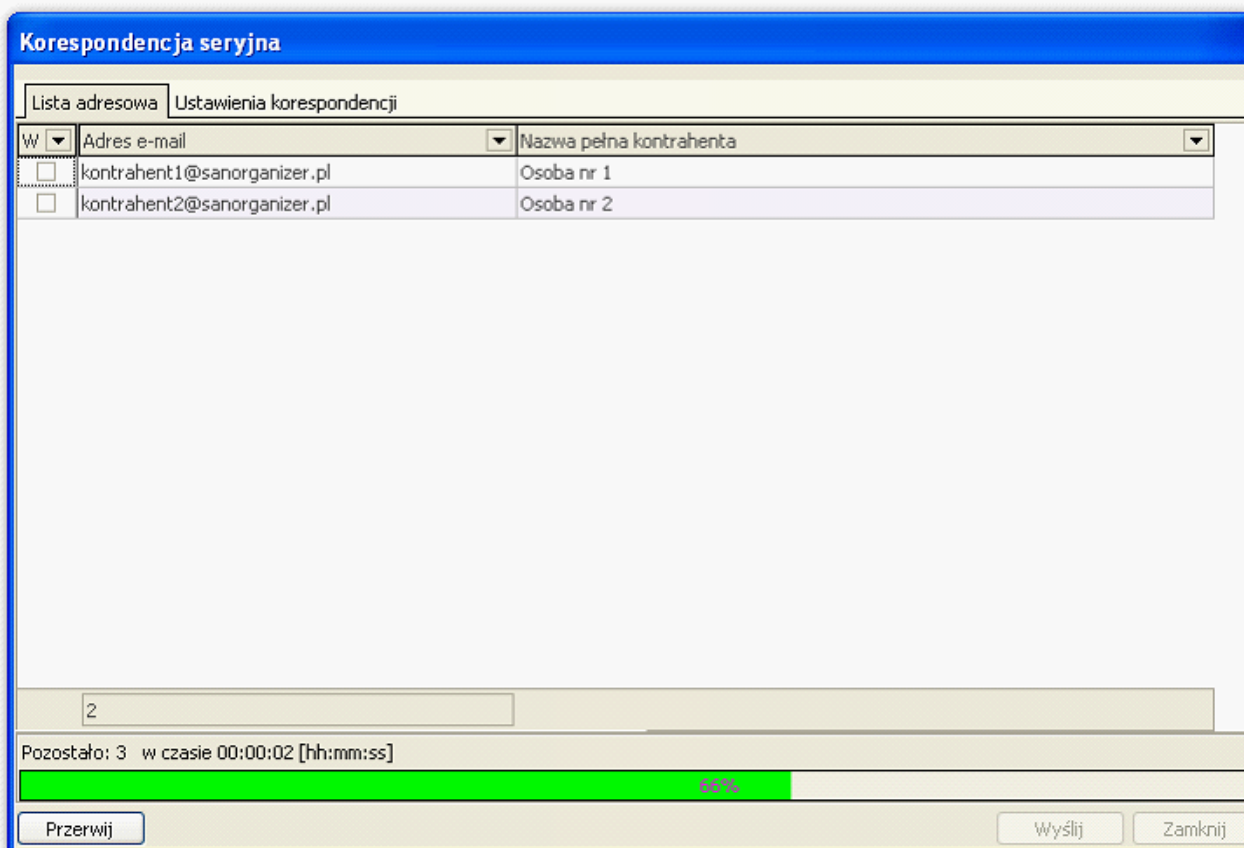 Korespondencja seryjna
Lista adresowa Ustawienia korespondencji
W Adres e-mail Nazwa pełna kontrahenta
kontrahent1@sanorganizer.pl Osoba nr 1
kontrahent2@sanorganizer.pl Osoba nr 2
2
Pozostało: 3 w czasie 00:00:02 [hh:mm:ss]
66%
Przerwij Wyślij Zamknij